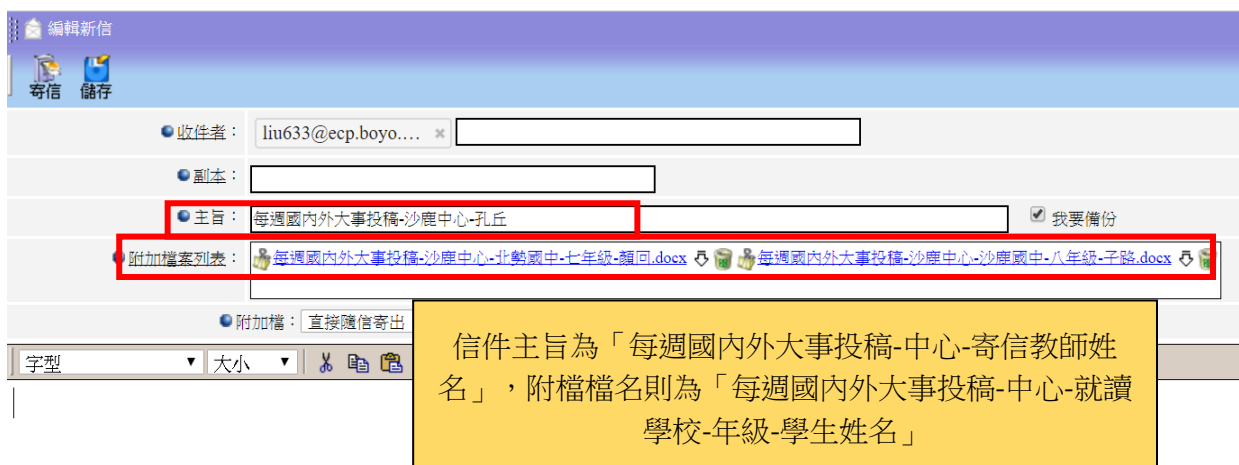 編輯新信
寄信 儲存
收件者： liu633@ecp.boyo.... ×
副本：
主旨： 每週國內外大事投稿-沙鹿中心-孔丘 我要備份
附加檔案列表： 每週國內外大事投稿-沙鹿中心-北勢國中-七年級-顏回.docx 每週國內外大事投稿-沙鹿中心-沙鹿國中-八年級-子路.docx
附加檔： 直接隨信寄出
字型 大小
信件主旨為「每週國內外大事投稿-中心-寄信教師姓
名」，附檔檔名則為「每週國內外大事投稿-中心-就讀
學校-年級-學生姓名」